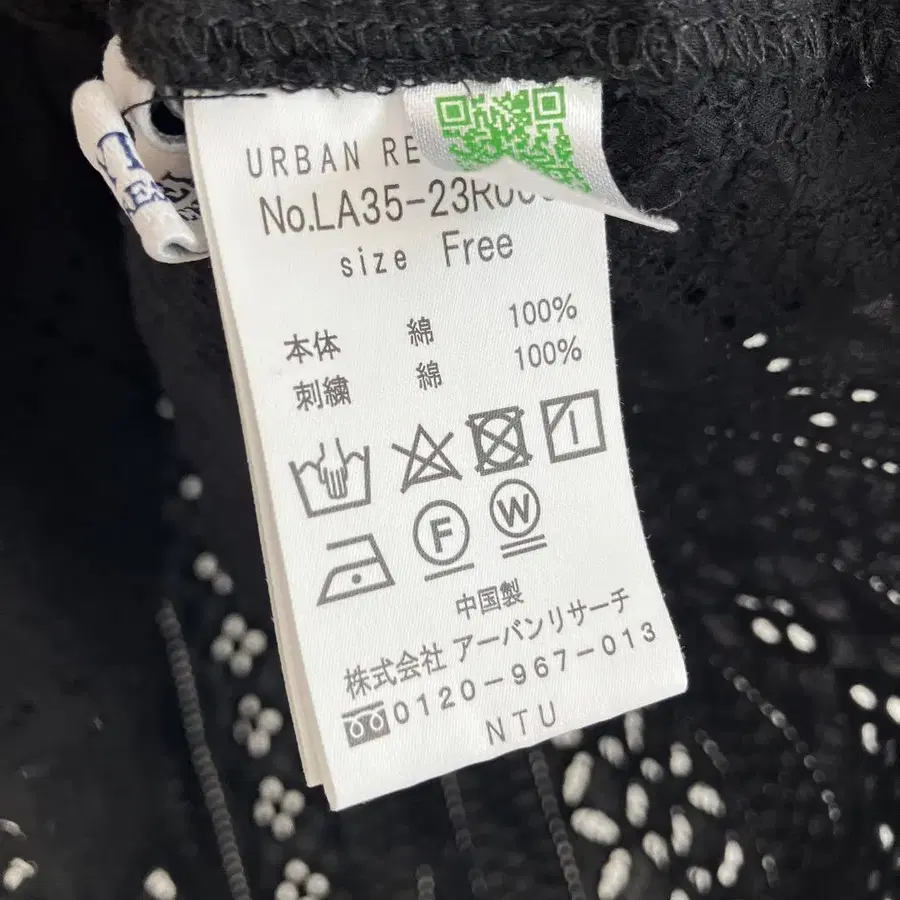 URBAN RE
No.LA35-23R0
size Free
本体 綿 100%
刺繍 綿 100%
F W
中国製
株式会社 アーバンリサーチ
0120-967-013
NTU